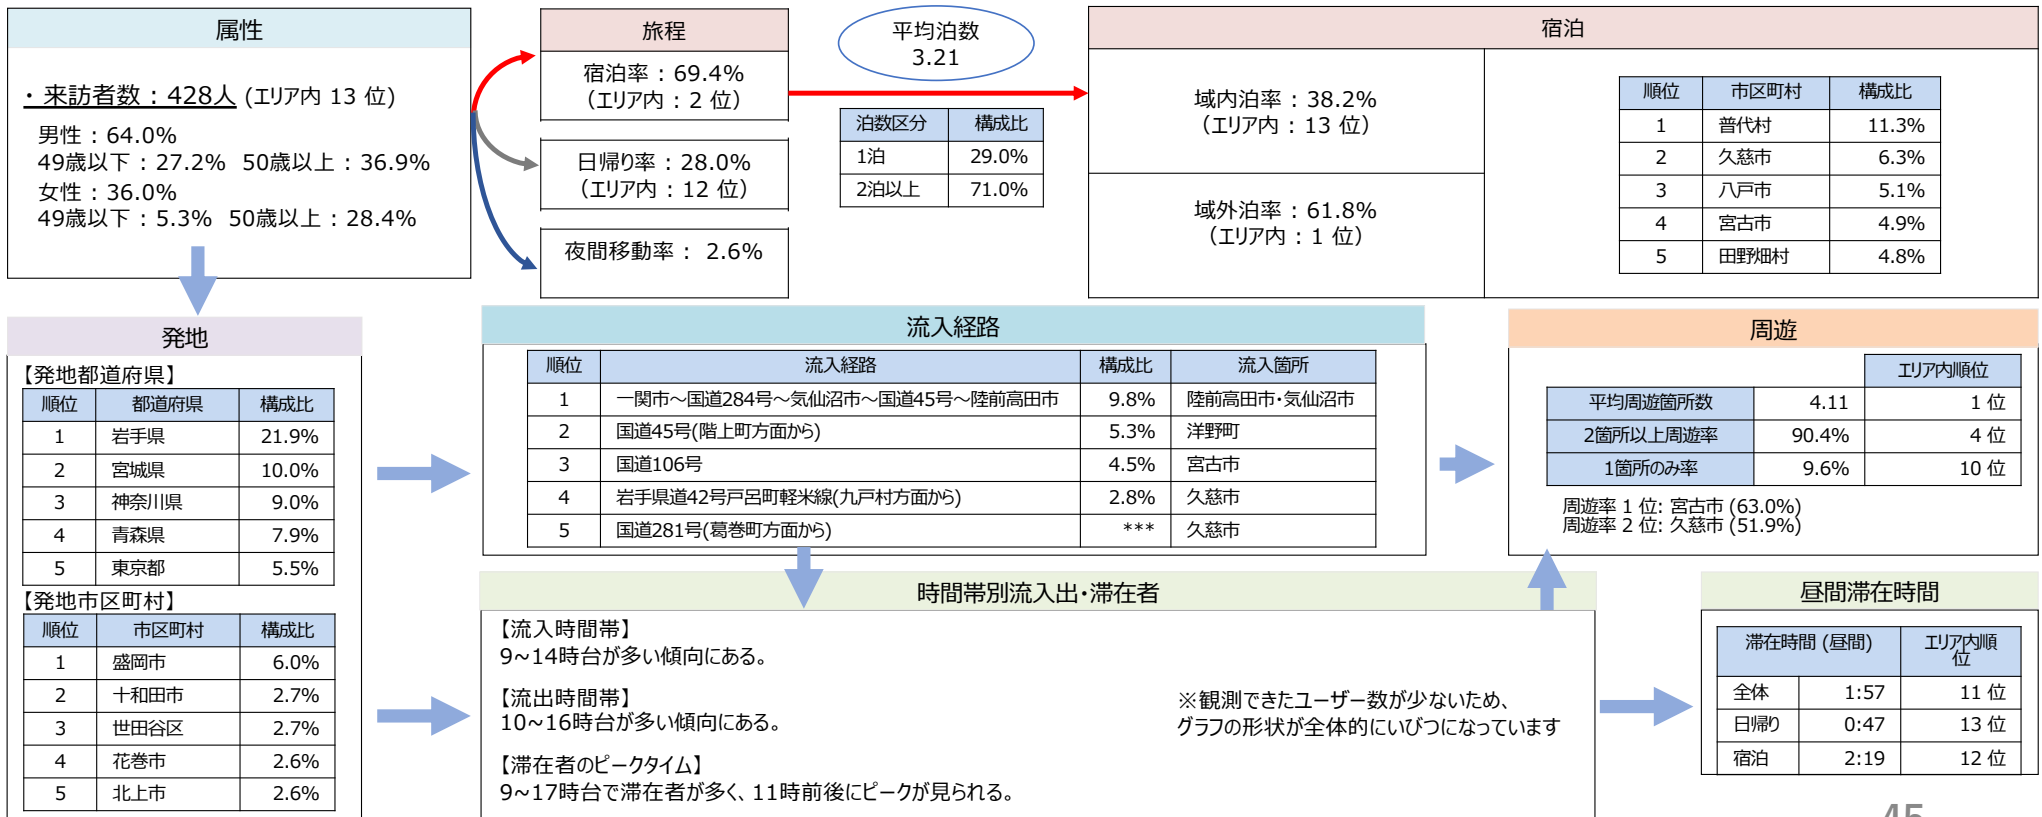 属性
・来訪者数：428人 (エリア内 13 位)
男性：64.0%
49歳以下：27.2% 50歳以上：36.9%
女性：36.0%
49歳以下：5.3% 50歳以上：28.4%
旅程
宿泊率：69.4%
（エリア内：2 位）
日帰り率：28.0%
（エリア内：12 位）
夜間移動率： 2.6%
平均泊数
3.21
泊数区分 構成比
1泊 29.0%
2泊以上 71.0%
宿泊
域内泊率：38.2%
（エリア内：13 位）
域外泊率：61.8%
（エリア内：1 位）
順位 市区町村 構成比
1 普代村 11.3%
2 久慈市 6.3%
3 八戸市 5.1%
4 宮古市 4.9%
5 田野畑村 4.8%
発地
【発地都道府県】
順位 都道府県 構成比
1 岩手県 21.9%
2 宮城県 10.0%
3 神奈川県 9.0%
4 青森県 7.9%
5 東京都 5.5%
【発地市区町村】
順位 市区町村 構成比
1 盛岡市 6.0%
2 十和田市 2.7%
3 世田谷区 2.7%
4 花巻市 2.6%
5 北上市 2.6%
流入経路
順位 流入経路 構成比 流入箇所
1 一関市～国道284号～気仙沼市～国道45号～陸前高田市 9.8% 陸前高田市・気仙沼市
2 国道45号(階上町方面から) 5.3% 洋野町
3 国道106号 4.5% 宮古市
4 岩手県道42号戸呂町軽米線(九戸村方面から) 2.8% 久慈市
5 国道281号(葛巻町方面から) *** 久慈市
時間帯別流入出・滞在者
【流入時間帯】
9~14時台が多い傾向にある。
【流出時間帯】
10~16時台が多い傾向にある。
【滞在者のピークタイム】
9~17時台で滞在者が多く、11時前後にピークが見られる。
※観測できたユーザー数が少ないため、
グラフの形状が全体的にいびつになっています
周遊
エリア内順位
平均周遊箇所数 4.11 1 位
2箇所以上周遊率 90.4% 4 位
1箇所のみ率 9.6% 10 位
周遊率 1 位: 宮古市 (63.0%)
周遊率 2 位: 久慈市 (51.9%)
昼間滞在時間
滞在時間 (昼間) エリア内順
位
全体 1:57 11 位
日帰り 0:47 13 位
宿泊 2:19 12 位
45